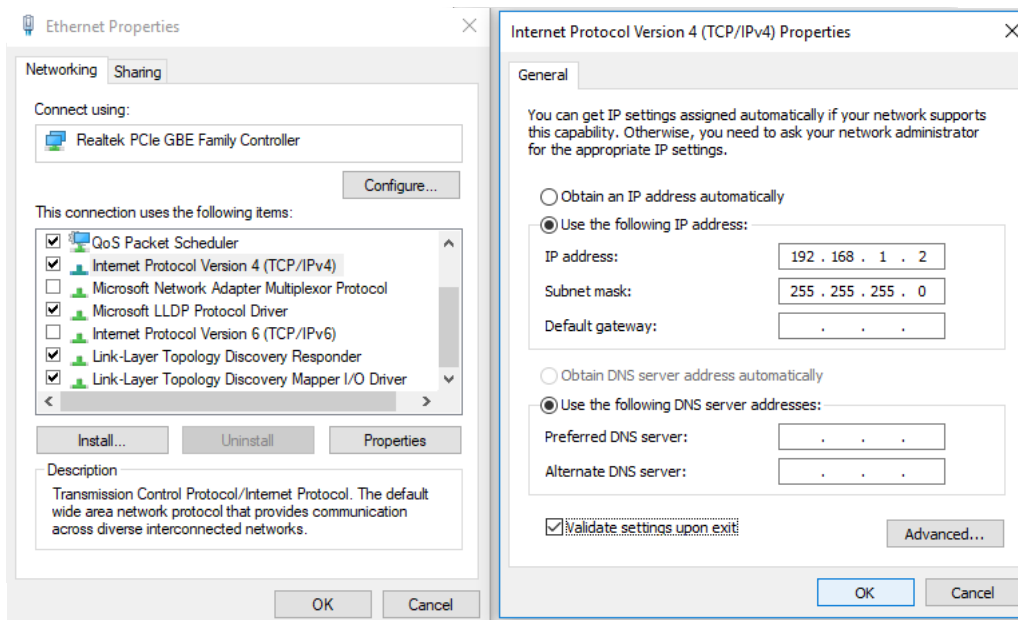 Ethernet Properties
Networking
Sharing
Connect using:
Realtek PCIe GBE Family Controller
Configure...
This connection uses the following items:
QoS Packet Scheduler
Internet Protocol Version 4 (TCP/IPv4)
Microsoft Network Adapter Multiplexor Protocol
Microsoft LLDP Protocol Driver
Internet Protocol Version 6 (TCP/IPv6)
Link-Layer Topology Discovery Responder
Link-Layer Topology Discovery Mapper I/O Driver
Install...
Uninstall
Properties
Description
Transmission Control Protocol/Internet Protocol. The default
wide area network protocol that provides communication
across diverse interconnected networks.
OK
Cancel
Internet Protocol Version 4 (TCP/IPv4) Properties
General
You can get IP settings assigned automatically if your network supports
this capability. Otherwise, you need to ask your network administrator
for the appropriate IP settings.
Obtain an IP address automatically
Use the following IP address:
IP address:
192 . 168 . 1 . 2
Subnet mask:
255 . 255 . 255 . 0
Default gateway:
. . .
Obtain DNS server address automatically
Use the following DNS server addresses:
Preferred DNS server:
. . .
Alternate DNS server:
. . .
Validate settings upon exit
Advanced...
OK
Cancel